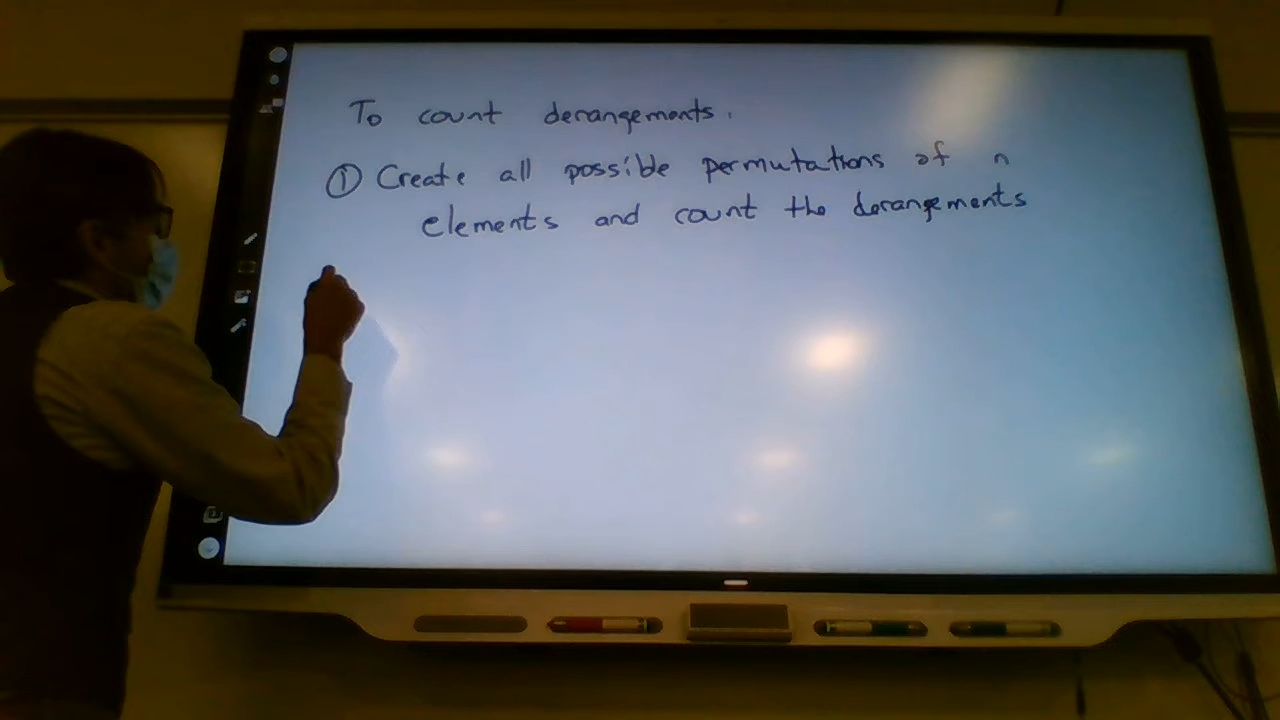 To count derangements.
① Create all possible permutations of n
elements and count the derangements